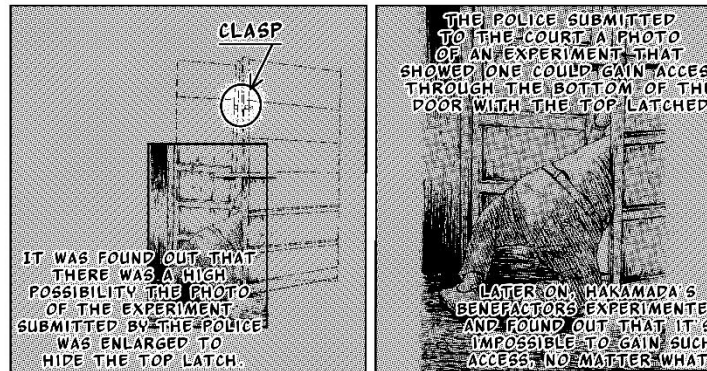 THE POLICE SUBMITTED
TO THE COURT A PHOTO
OF AN EXPERIMENT THAT
SHOWED ONE COULD GAIN ACCES
THROUGH THE BOTTOM OF THE
DOOR WITH THE TOP LATCHED
LATER ON, HAKAMADA'S
BENEFACTORS EXPERIMENTE
AND FOUND OUT THAT IT'S
IMPOSSIBLE TO GAIN SUCH
ACCESS, NO MATTER WHAT
CLASP
IT WAS FOUND OUT THAT
THERE WAS A HIGH
POSSIBILITY THE PHOTO
OF THE EXPERIMENT
SUBMITTED BY THE POLICE
WAS ENLARGED TO
HIDE THE TOP LATCH.